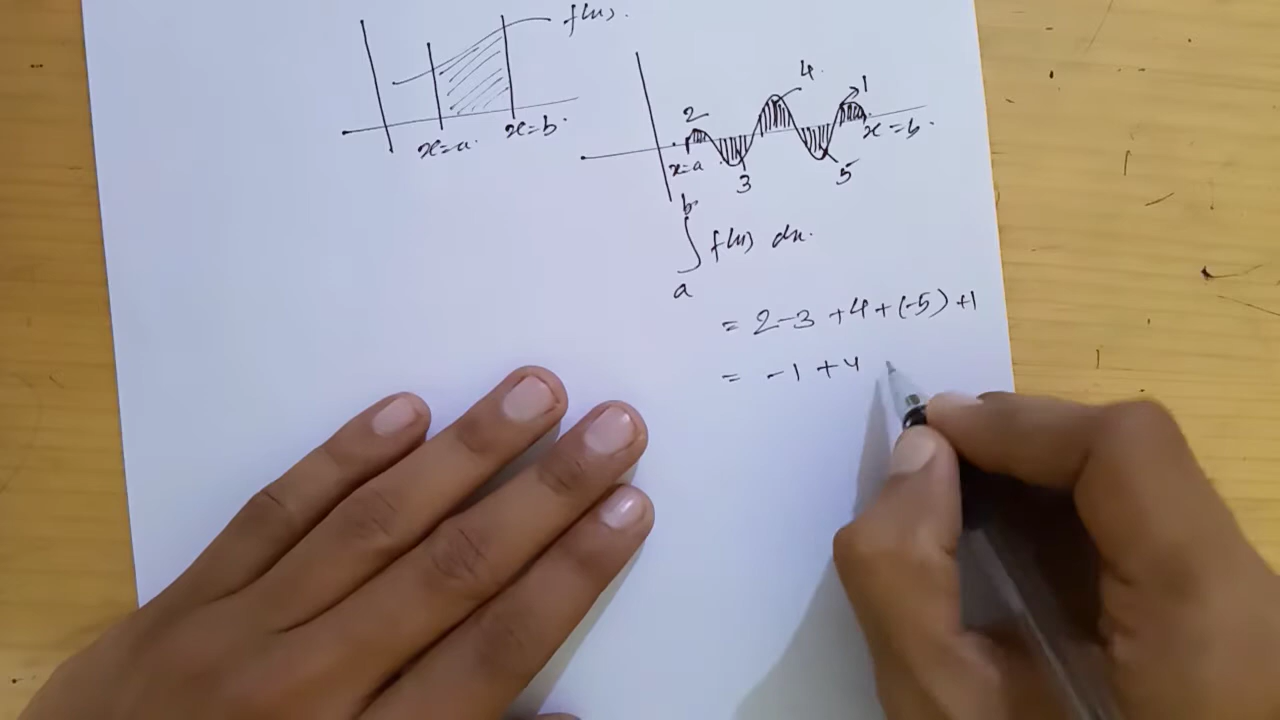 f(x).
x=a.
x=b.
2
4.
1
x=a
3
5
x=b.
b
∫ f(x) dx.
a
= 2-3 +4+(-5)+1
= -1 +4